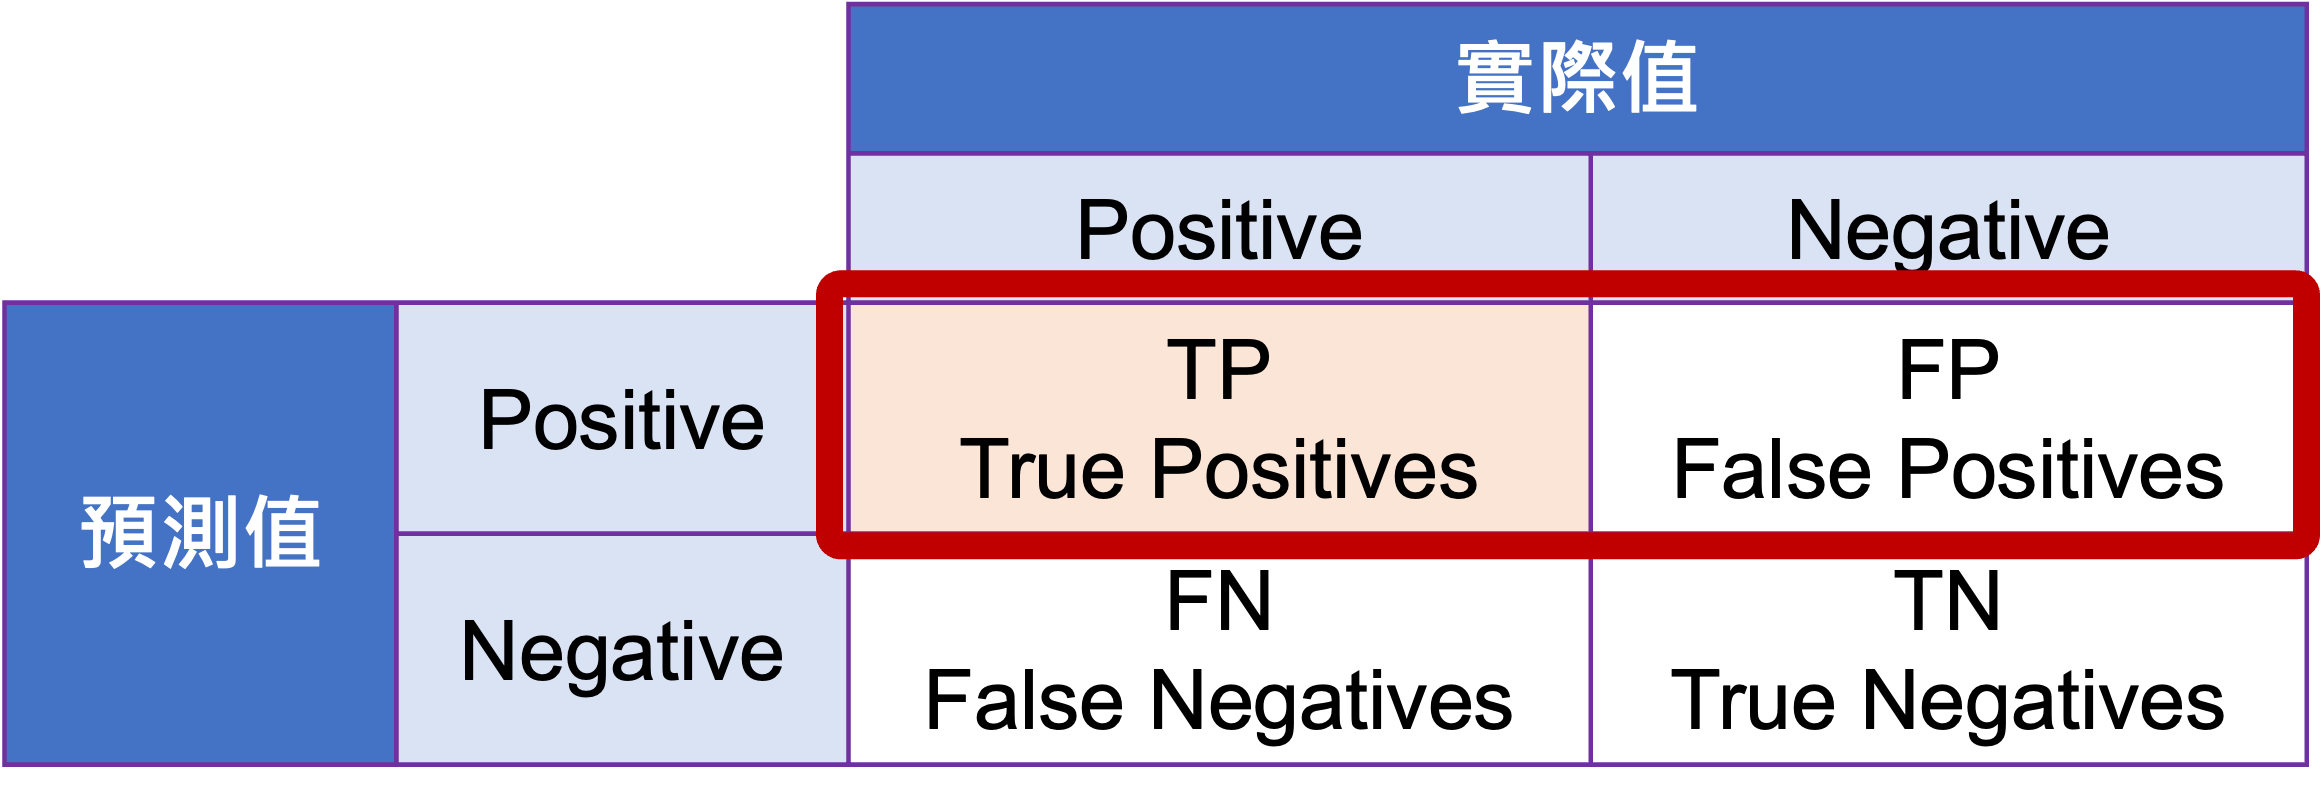 實際值
Positive
Negative
預測值
Positive
TP
True Positives
FP
False Positives
Negative
FN
False Negatives
TN
True Negatives